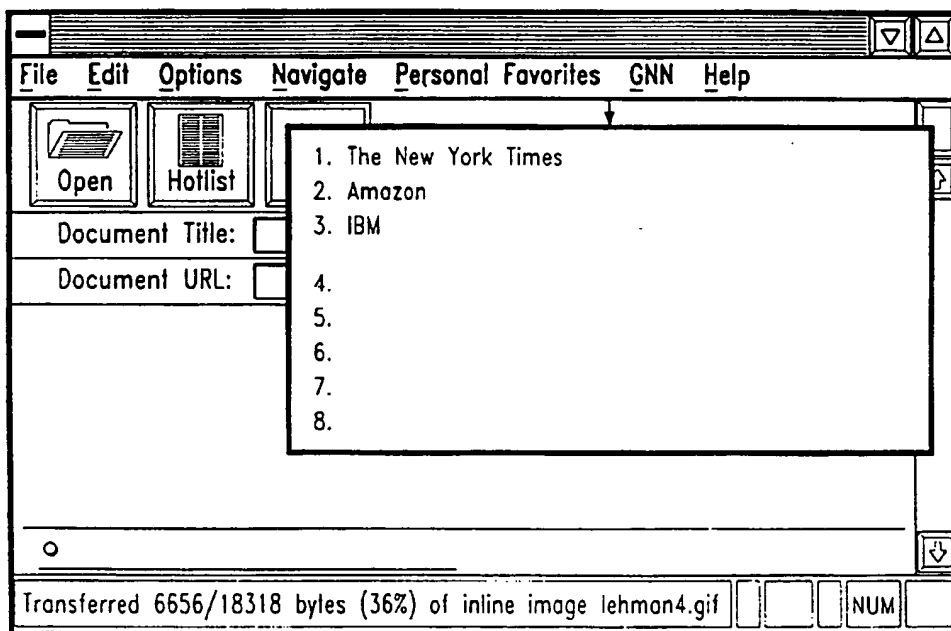 File Edit Options Navigate Personal Favorites GNN Help
Open Hotlist
1. The New York Times
2. Amazon
3. IBM
4.
5.
6.
7.
8.
Document Title:
Document URL:
Transferred 6656/18318 byles (36%) of inline image lehman4.gif NUM